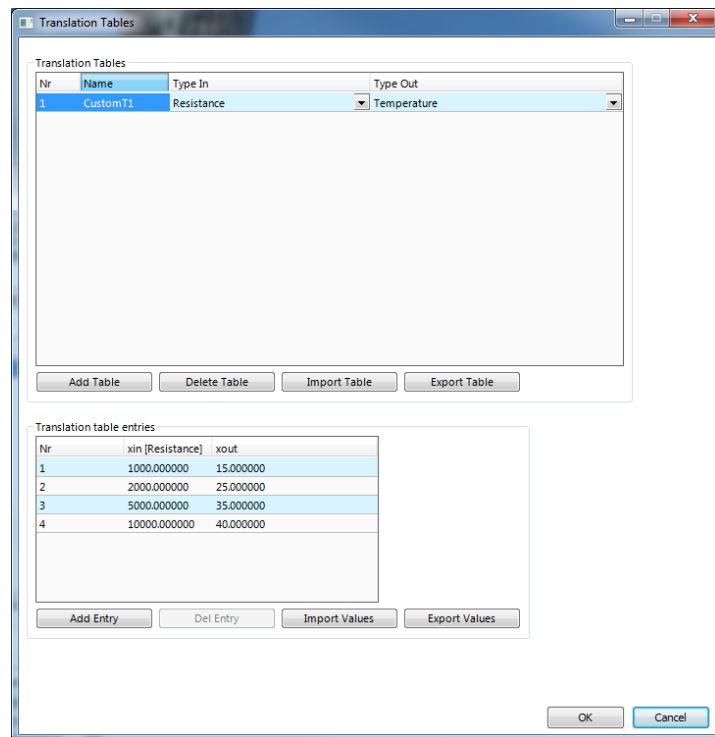 Translation Tables
Translation Tables
Nr Name Type In Type Out
1 CustomT1 Resistance Temperature
Add Table Delete Table Import Table Export Table
Translation table entries
Nr xin [Resistance] xout
1 1000.000000 15.000000
2 2000.000000 25.000000
3 5000.000000 35.000000
4 10000.000000 40.000000
Add Entry Del Entry Import Values Export Values
OK Cancel